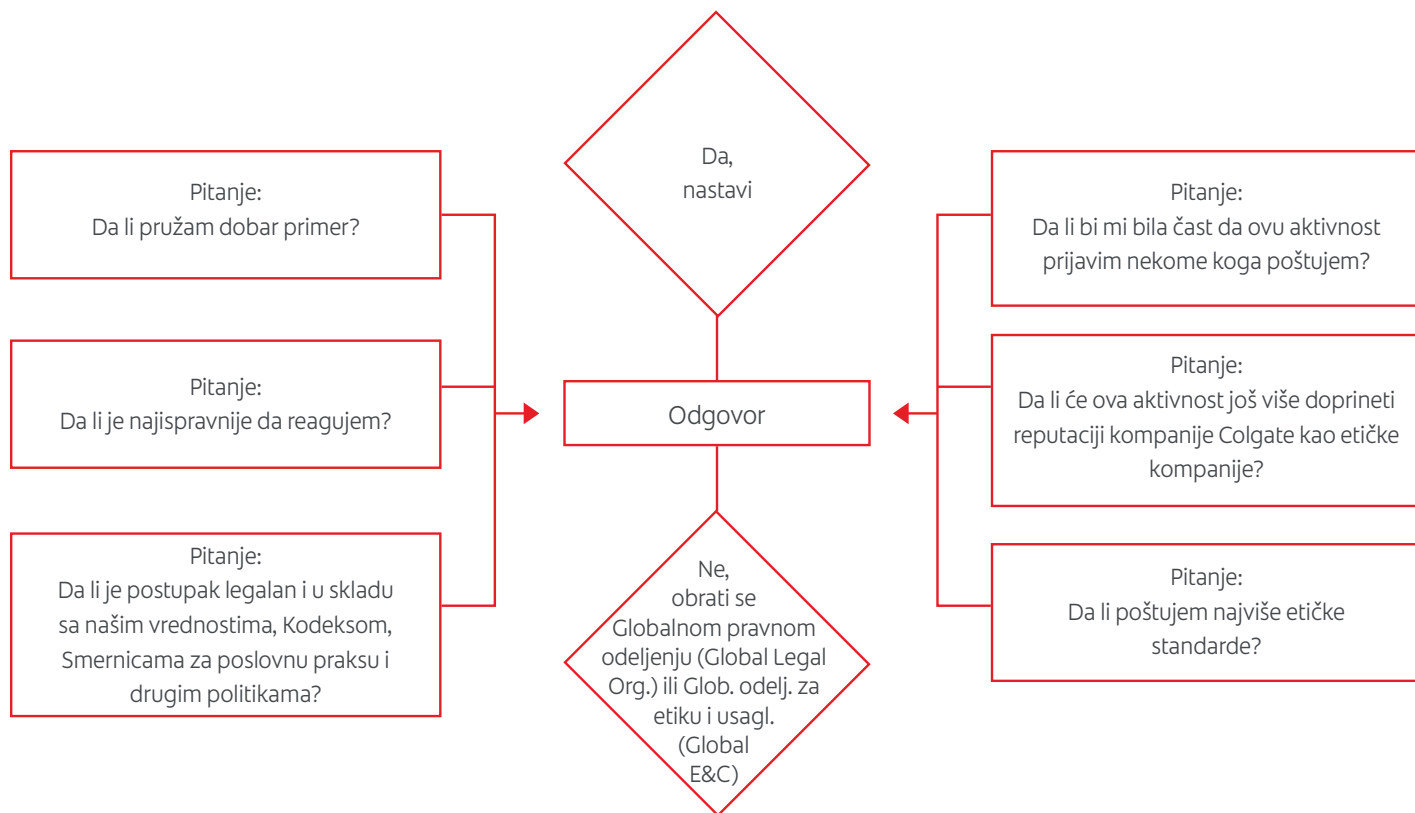 Pitanje:
Da li pružam dobar primer?
Pitanje:
Da li je najispravnije da reagujem?
Pitanje:
Da li je postupak legalan i u skladu
sa našim vrednostima, Kodeksom,
Smernicama za poslovnu praksu i
drugim politikama?
Da,
nastavi
Odgovor
Ne,
obrati se
Globalnom pravnom
odeljenju (Global Legal
Org.) ili Glob. odelj. za
etiku i usagl.
(Global
E&C)
Pitanje:
Da li bi mi bila čast da ovu aktivnost
prijavim nekome koga poštujem?
Pitanje:
Da li će ova aktivnost još više doprineti
reputaciji kompanije Colgate kao etičke
kompanije?
Pitanje:
Da li poštujem najviše etičke
standarde?